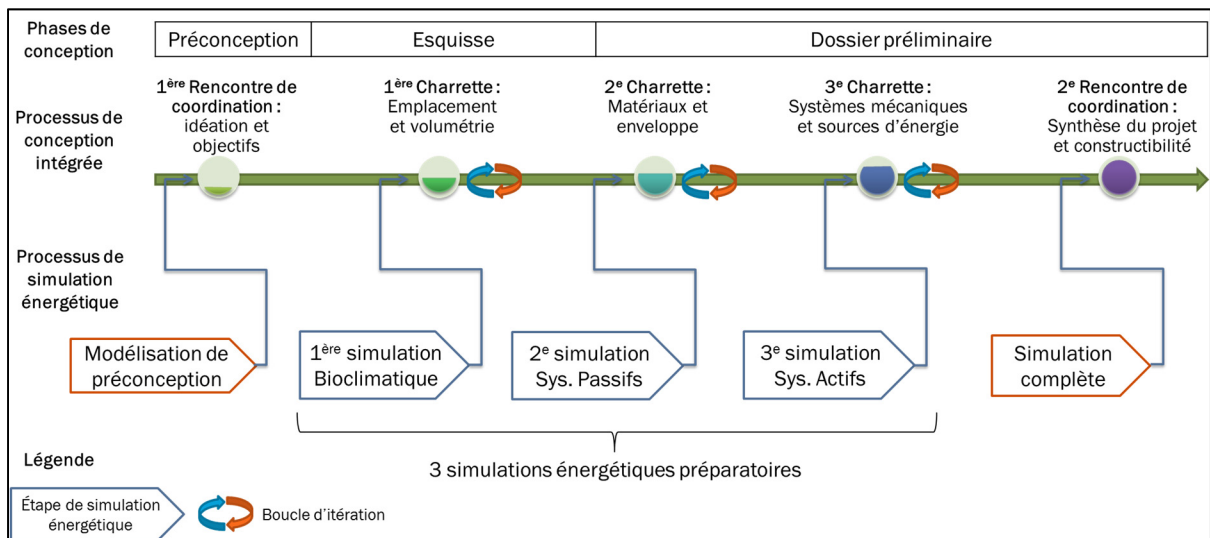 Phases de
conception
Préconception
Esquisse
Dossier préliminaire
Processus de
conception
intégrée
1ère Rencontre de
coordination :
idéation et
objectifs
1ère Charrette :
Emplacement
et volumétrie
2e Charrette :
Matériaux et
enveloppe
3e Charrette :
Systèmes mécaniques
et sources d'énergie
2e Rencontre de
coordination :
Synthèse du projet
et constructibilité
Processus de
simulation
énergétique
Modélisation de
préconception
1ère simulation
Bioclimatique
2e simulation
Sys. Passifs
3e simulation
Sys. Actifs
Simulation
complète
3 simulations énergétiques préparatoires
Légende
Étape de simulation
énergétique
Boucle d'itération